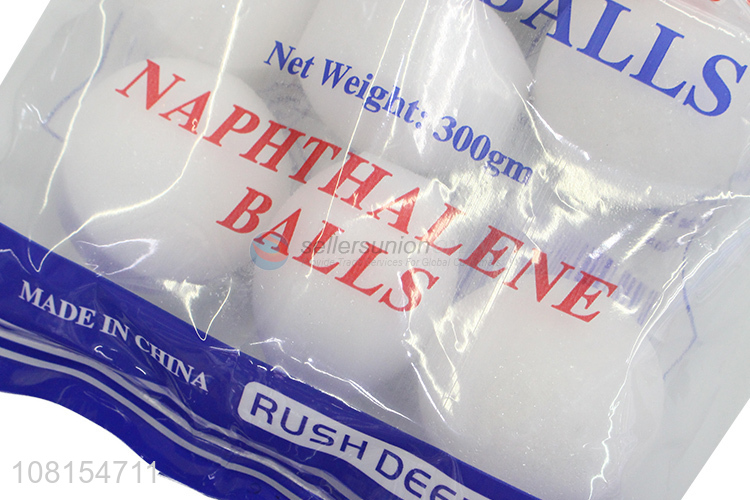 BALLS
Net Weight: 300gm
NAPHTHALENE
BALLS
sellersunion
MADE IN CHINA
RUSH DEE
108154711